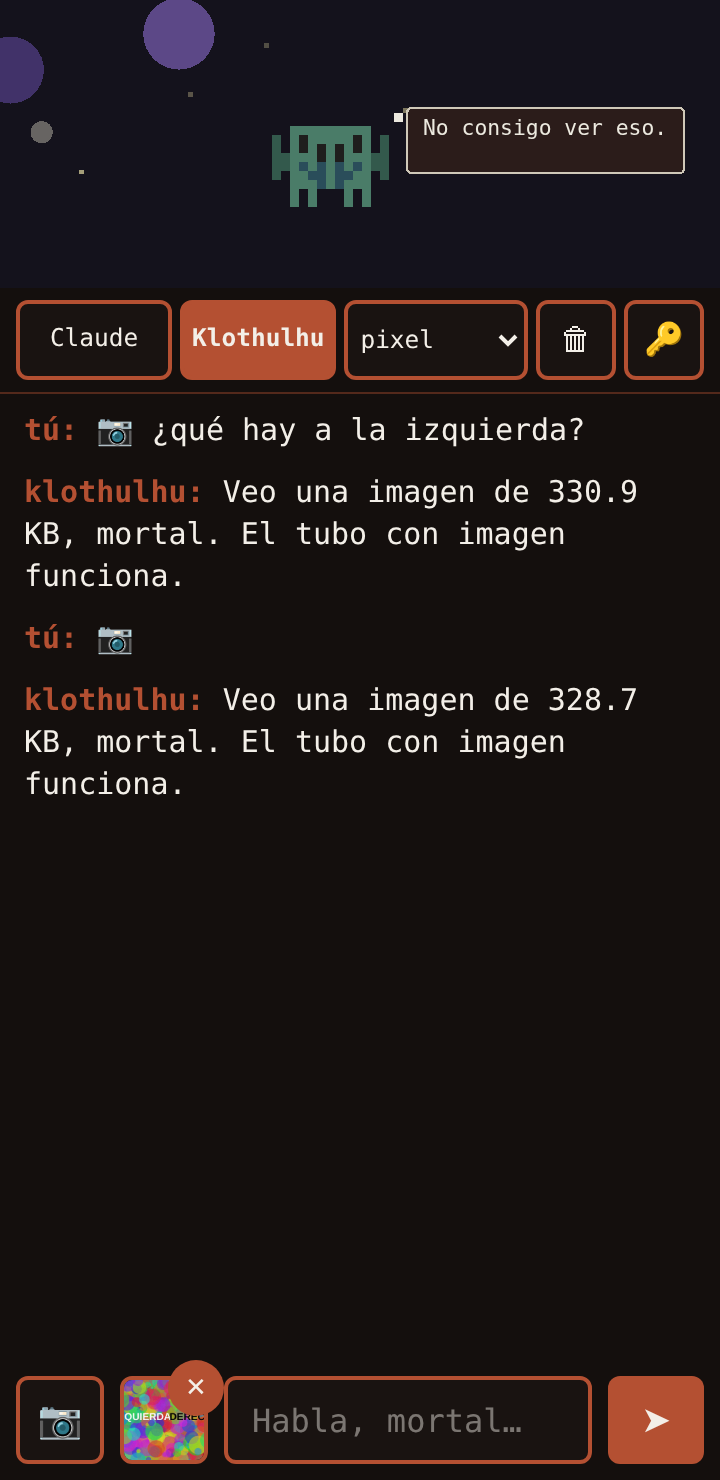 No consigo ver eso.
Claude
Klothulhu
pixel
tú: 📷 ¿qué hay a la izquierda?
klothulhu: Veo una imagen de 330.9
KB, mortal. El tubo con imagen
funciona.
tú: 📷
klothulhu: Veo una imagen de 328.7
KB, mortal. El tubo con imagen
funciona.
QUIERDA DEREC
Habla, mortal…